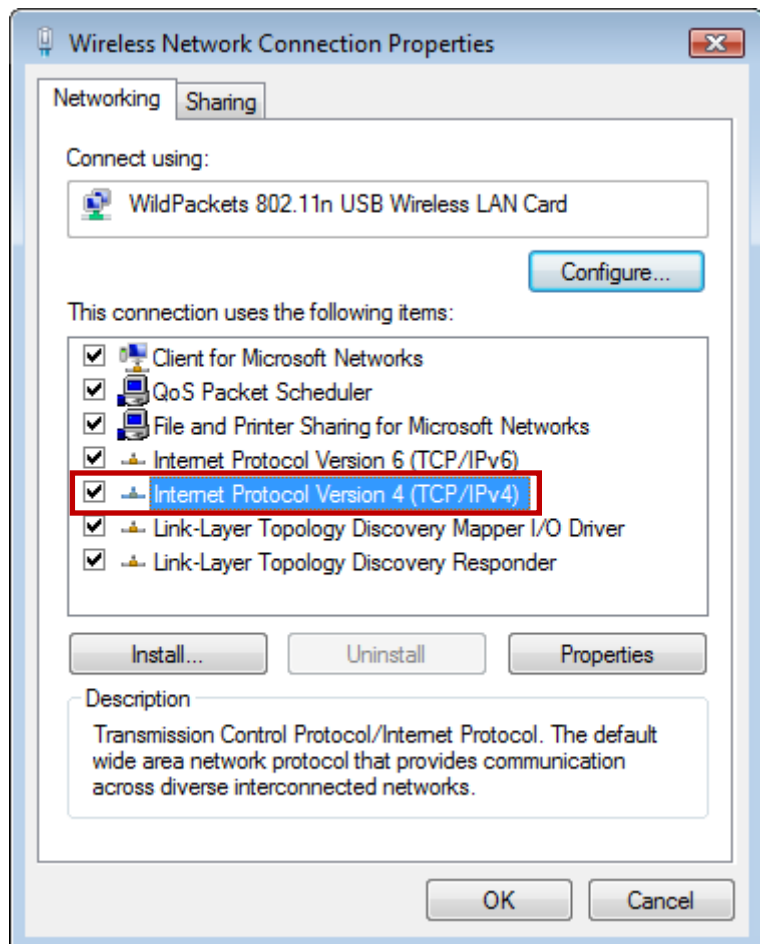 Wireless Network Connection Properties
Networking
Sharing
Connect using:
WildPackets 802.11n USB Wireless LAN Card
Configure...
This connection uses the following items:
Client for Microsoft Networks
QoS Packet Scheduler
File and Printer Sharing for Microsoft Networks
Internet Protocol Version 6 (TCP/IPv6)
Internet Protocol Version 4 (TCP/IPv4)
Link-Layer Topology Discovery Mapper I/O Driver
Link-Layer Topology Discovery Responder
Install...
Uninstall
Properties
Description
Transmission Control Protocol/Internet Protocol. The default
wide area network protocol that provides communication
across diverse interconnected networks.
OK
Cancel